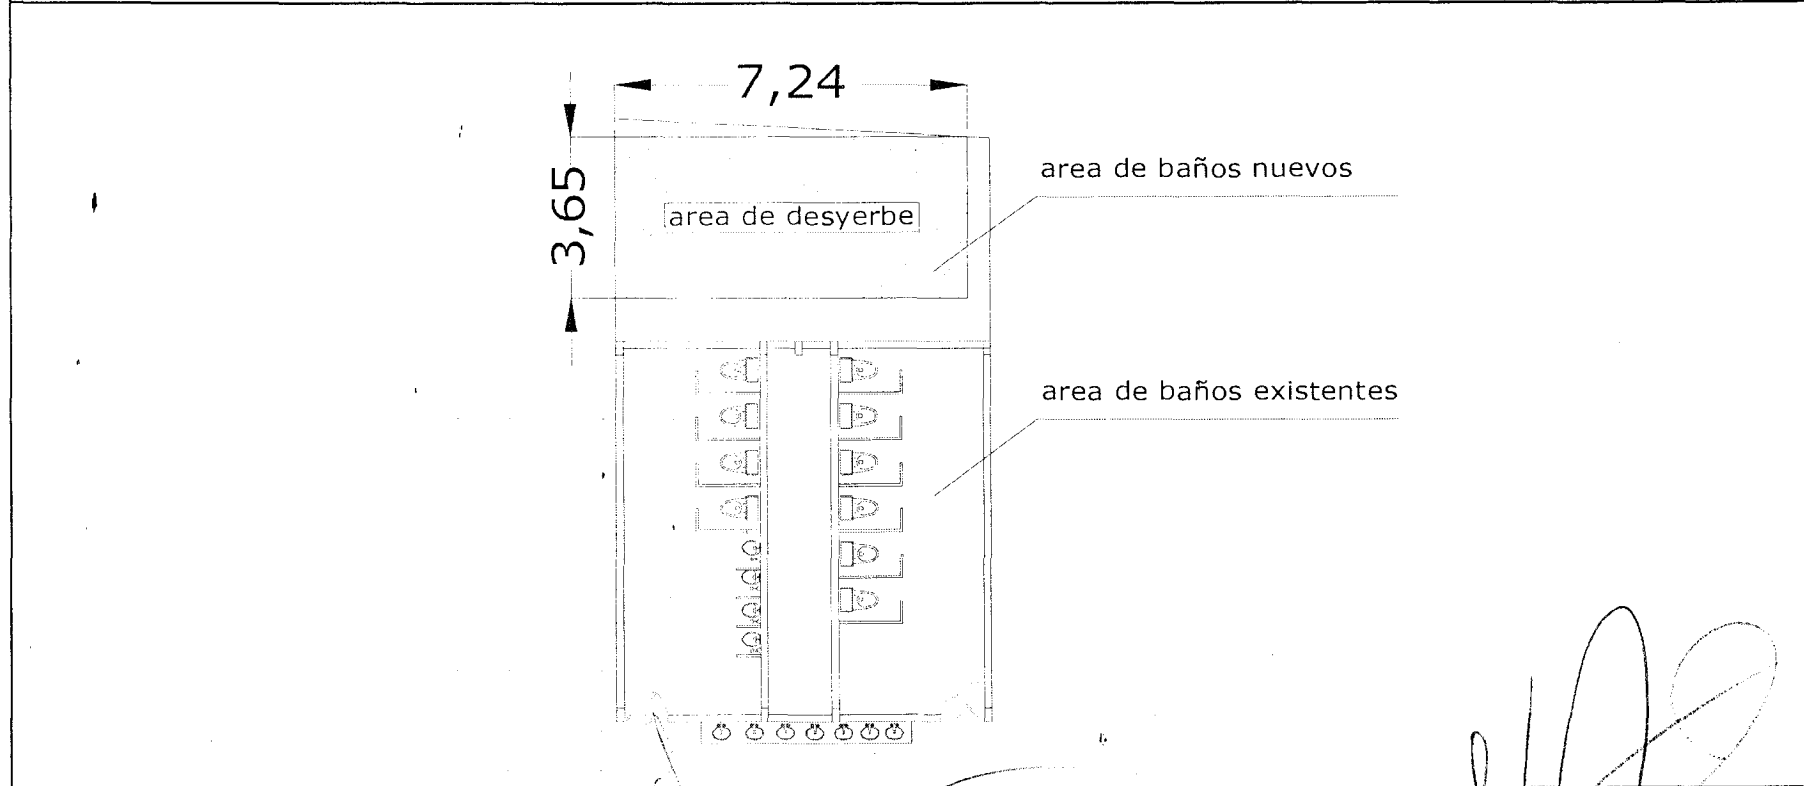 7,24
area de baños nuevos
3,65
area de desyerbe
area de baños existentes